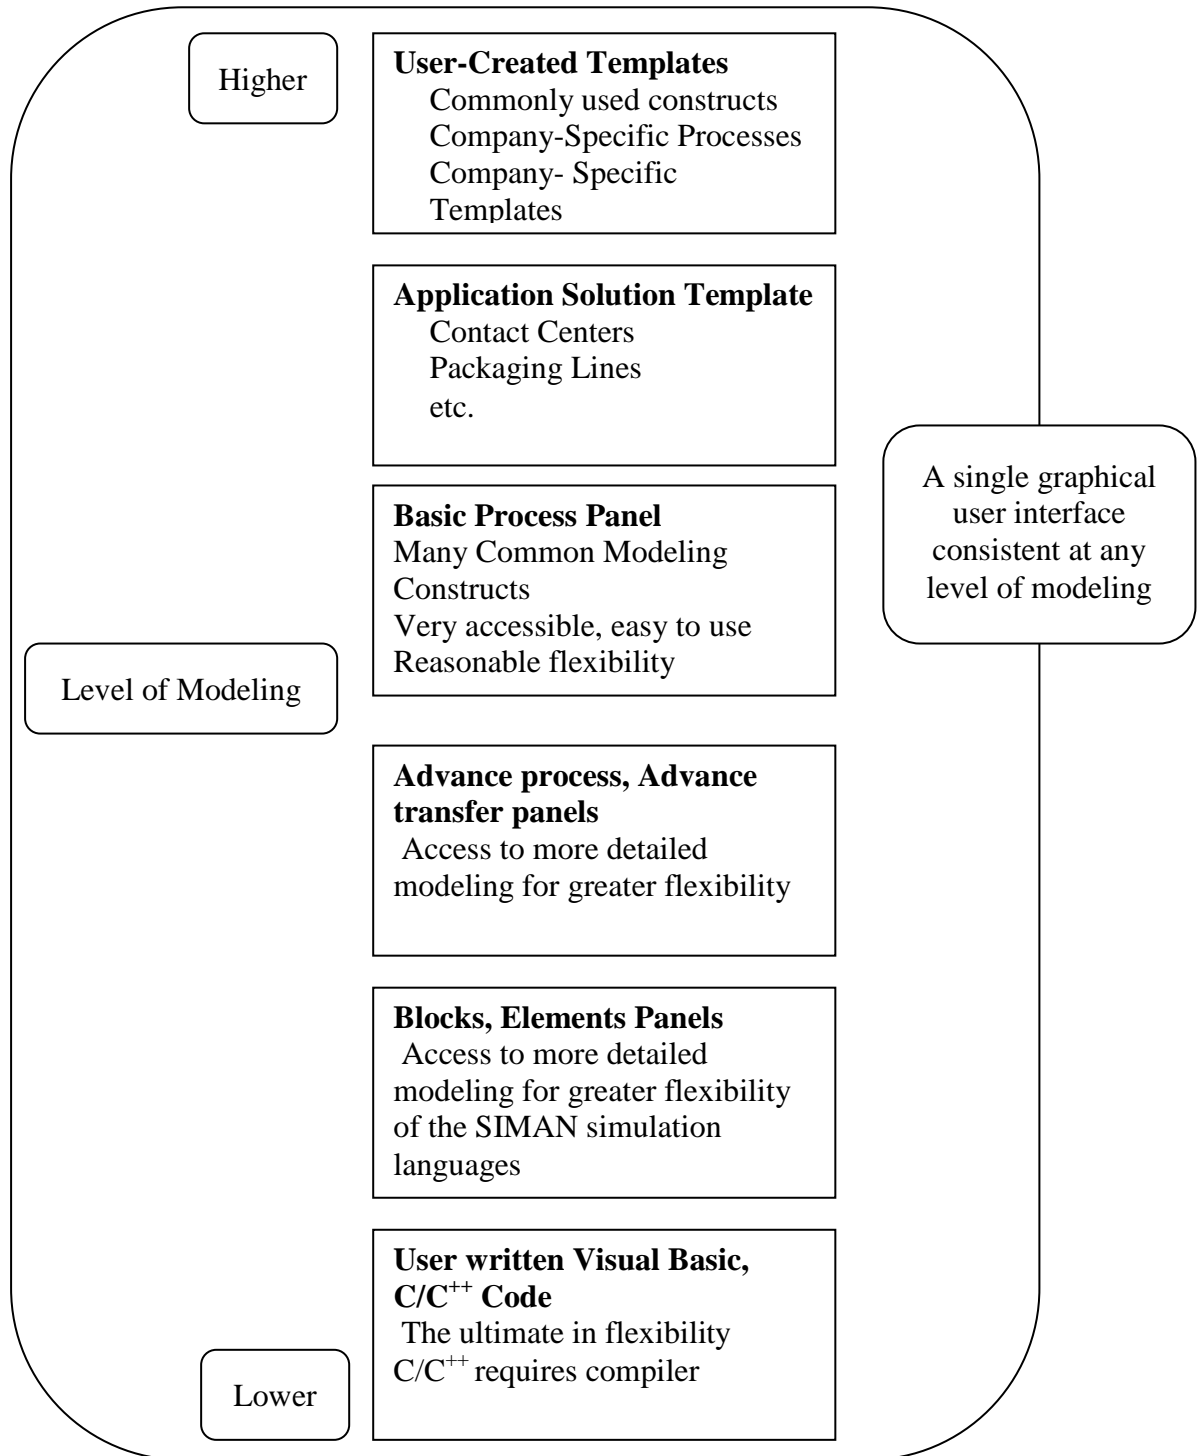 Higher
User-Created Templates
Commonly used constructs
Company-Specific Processes
Company- Specific
Templates
Application Solution Template
Contact Centers
Packaging Lines
etc.
A single graphical
user interface
consistent at any
level of modeling
Basic Process Panel
Many Common Modeling
Constructs
Very accessible, easy to use
Reasonable flexibility
Level of Modeling
Advance process, Advance
transfer panels
Access to more detailed
modeling for greater flexibility
Blocks, Elements Panels
Access to more detailed
modeling for greater flexibility
of the SIMAN simulation
languages
User written Visual Basic,
C/C++ Code
The ultimate in flexibility
C/C++ requires compiler
Lower